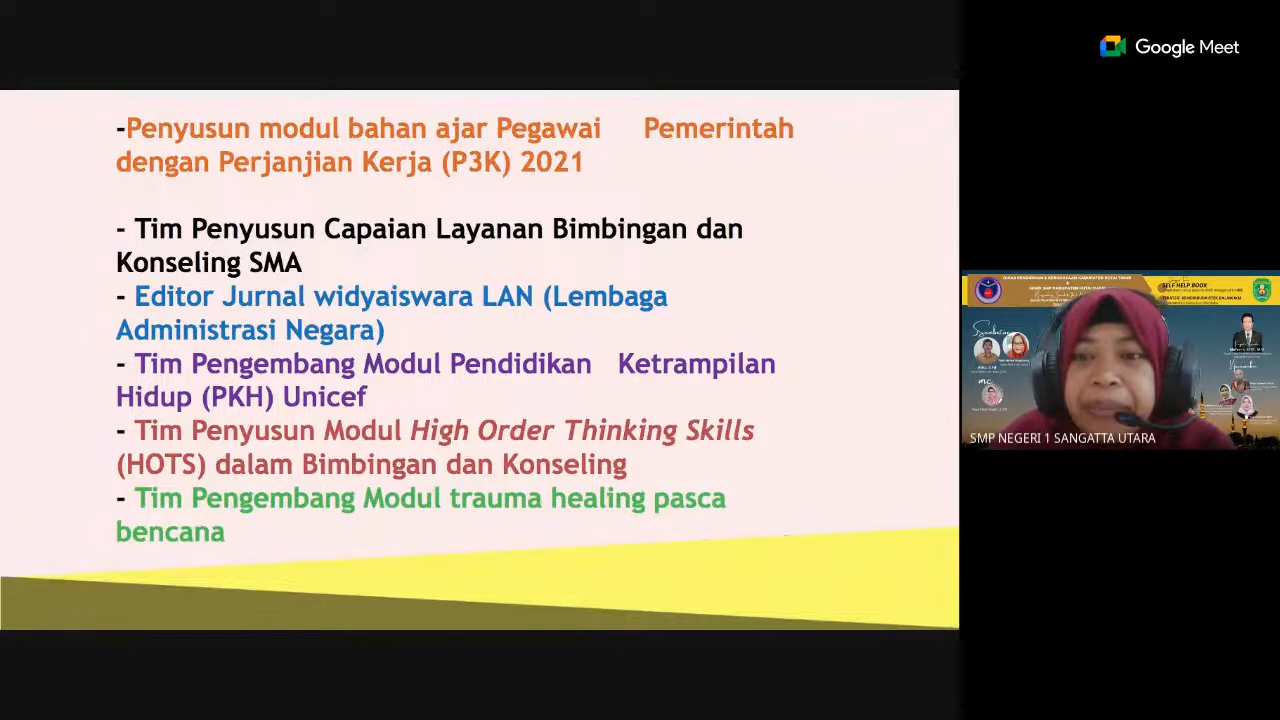 Google Meet
-Penyusun modul bahan ajar Pegawai Pemerintah
dengan Perjanjian Kerja (P3K) 2021
- Tim Penyusun Capaian Layanan Bimbingan dan
Konseling SMA
- Editor Jurnal widyaiswara LAN (Lembaga
Administrasi Negara)
- Tim Pengembang Modul Pendidikan Ketrampilan
Hidup (PKH) Unicef
- Tim Penyusun Modul High Order Thinking Skills
(HOTS) dalam Bimbingan dan Konseling
- Tim Pengembang Modul trauma healing pasca
bencana
SELF HELP BOOK
MC
SMP NEGERI 1 SANGATTA UTARA